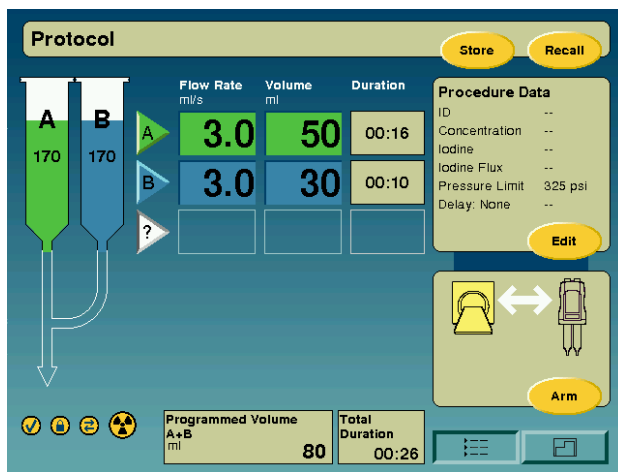 Protocol
Store
Recall
Flow Rate
ml/s
Volume
ml
Duration
A
B
170
170
A
3.0
50
00:16
B
3.0
30
00:10
?
Procedure Data
ID --
Concentration --
Iodine --
Iodine Flux --
Pressure Limit 325 psi
Delay: None --
Edit
Arm
Programmed Volume
A+B
ml
80
Total
Duration
00:26